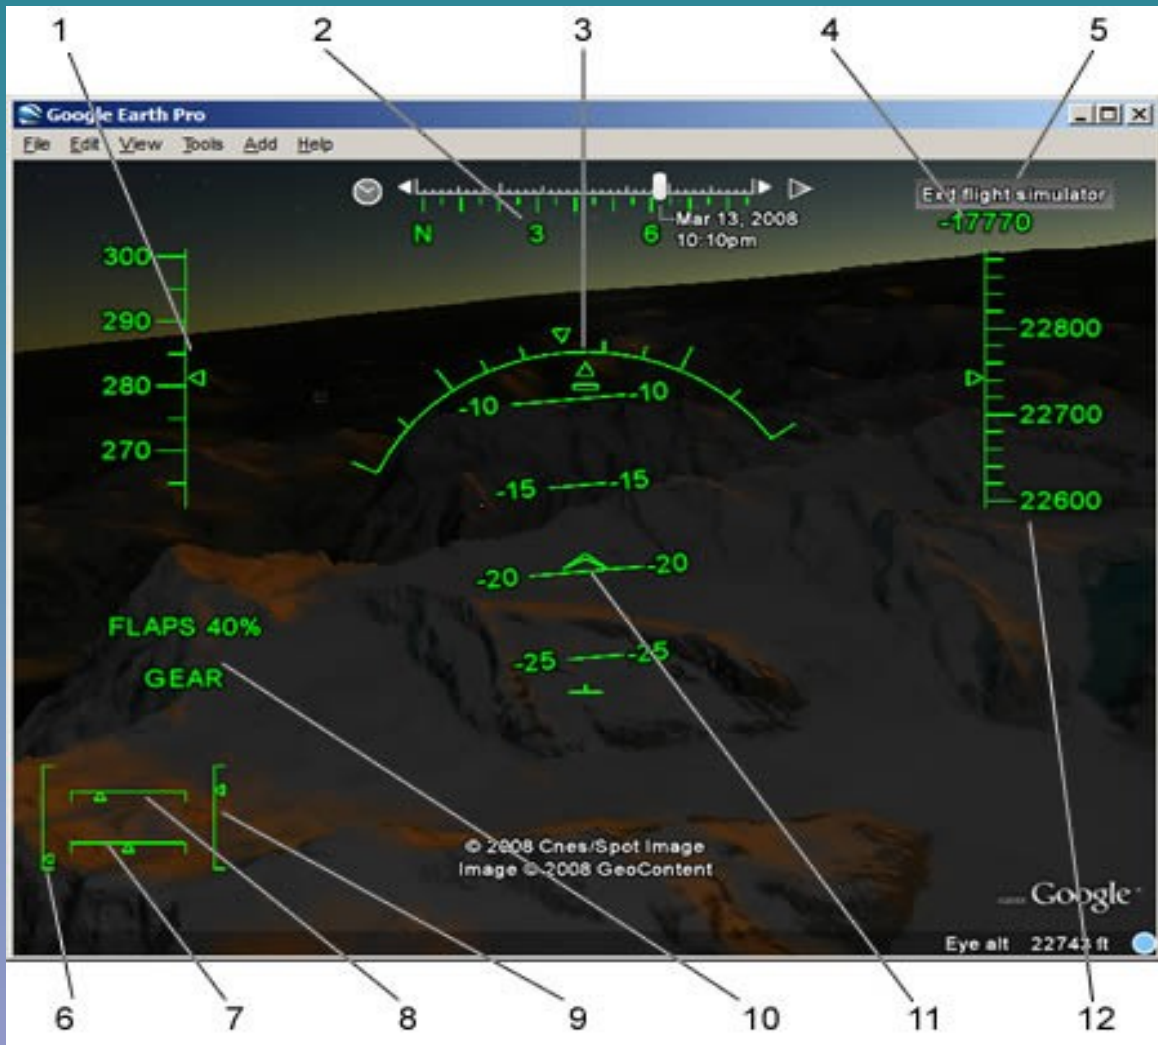 1 2 3 4 5
Google Earth Pro
File Edit View Tools Add Help
Exit flight simulator
Mar 13, 2008
10:10pm
N 3 6
-17770
300
290
280
270
22800
22700
22600
-10 -10
-15 -15
-20 -20
-25 -25
FLAPS 40%
GEAR
© 2008 Cnes/Spot Image
Image © 2008 GeoContent
Google
Eye alt 22743 ft
6 7 8 9 10 11 12